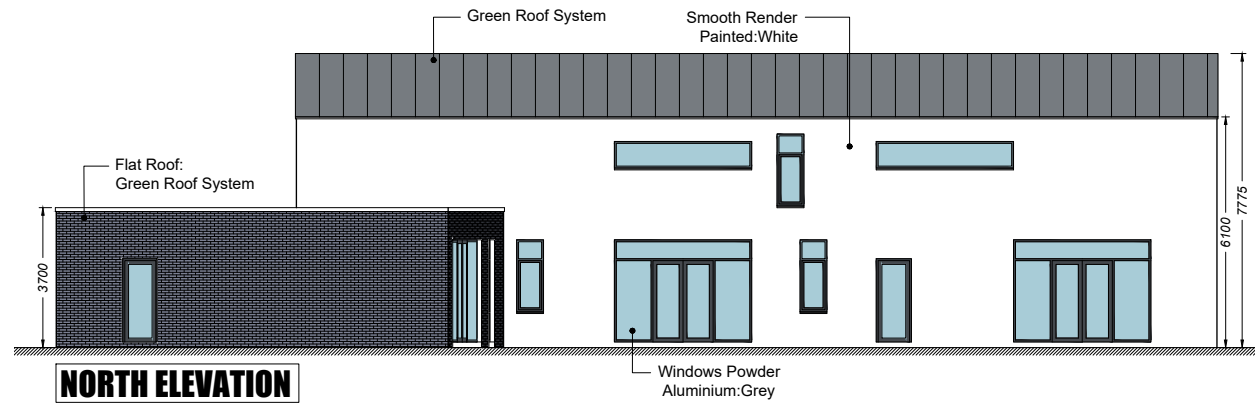 Green Roof System
Smooth Render
Painted:White
Flat Roof:
Green Roof System
3700
6100
7775
Windows Powder
Aluminium:Grey
NORTH ELEVATION